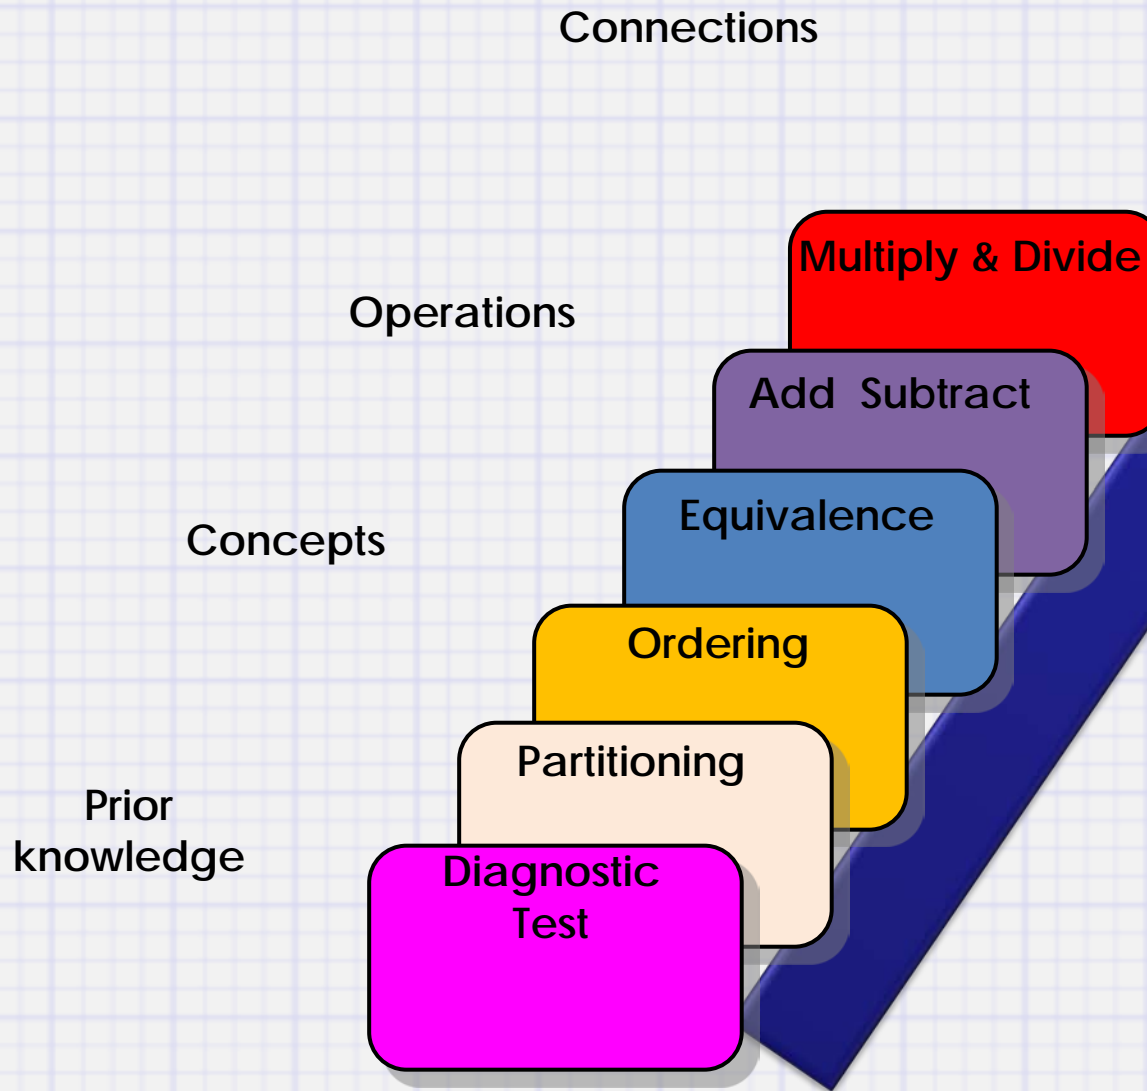 Connections
Multiply & Divide
Operations
Add Subtract
Equivalence
Concepts
Ordering
Partitioning
Prior
knowledge
Diagnostic
Test